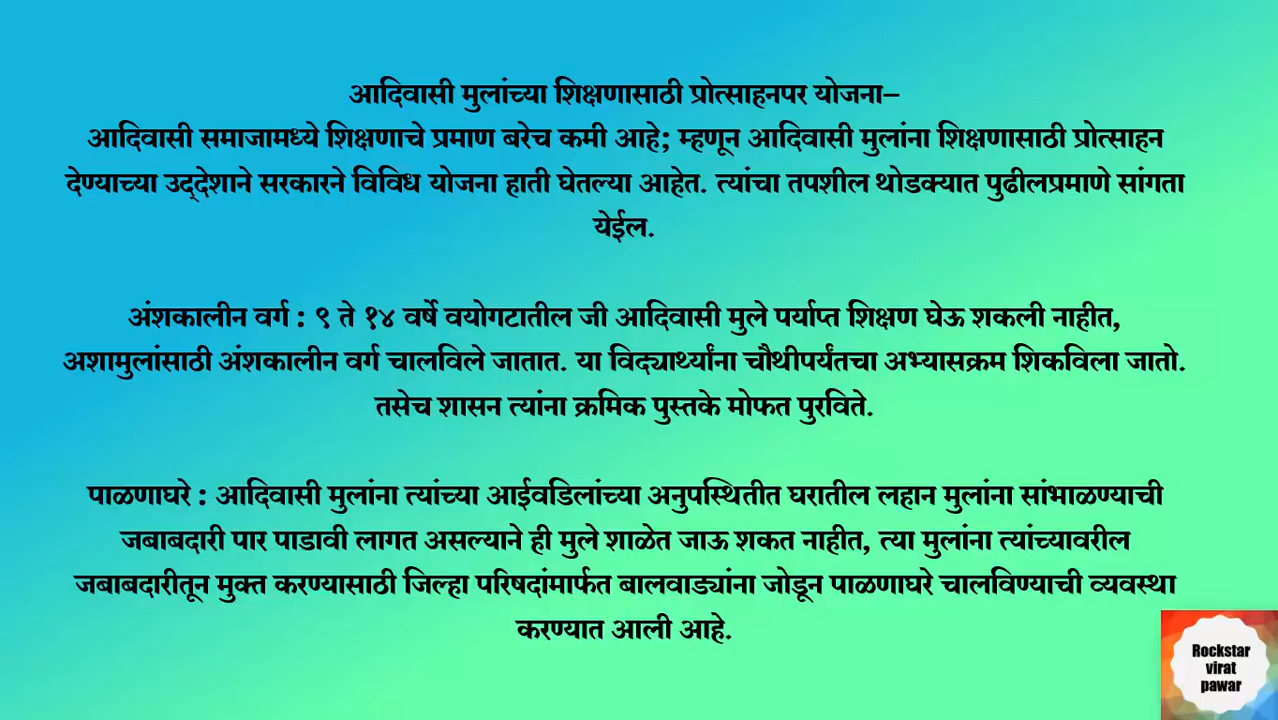 आदिवासी मुलांच्या शिक्षणासाठी प्रोत्साहनपर योजना–
आदिवासी समाजामध्ये शिक्षणाचे प्रमाण बरेच कमी आहे; म्हणून आदिवासी मुलांना शिक्षणासाठी प्रोत्साहन
देण्याच्या उद्देशाने सरकारने विविध योजना हाती घेतल्या आहेत. त्यांचा तपशील थोडक्यात पुढीलप्रमाणे सांगता
येईल.
अंशकालीन वर्ग : ९ ते १४ वर्षे वयोगटातील जी आदिवासी मुले पर्याप्त शिक्षण घेऊ शकली नाहीत,
अशामुलांसाठी अंशकालीन वर्ग चालविले जातात. या विद्यार्थ्यांना चौथीपर्यंतचा अभ्यासक्रम शिकविला जातो.
तसेच शासन त्यांना क्रमिक पुस्तके मोफत पुरविते.
पाळणाघरे : आदिवासी मुलांना त्यांच्या आईवडिलांच्या अनुपस्थितीत घरातील लहान मुलांना सांभाळण्याची
जबाबदारी पार पाडावी लागत असल्याने ही मुले शाळेत जाऊ शकत नाहीत, त्या मुलांना त्यांच्यावरील
जबाबदारीतून मुक्त करण्यासाठी जिल्हा परिषदांमार्फत बालवाड्यांना जोडून पाळणाघरे चालविण्याची व्यवस्था
करण्यात आली आहे.
Rockstar
virat
pawar